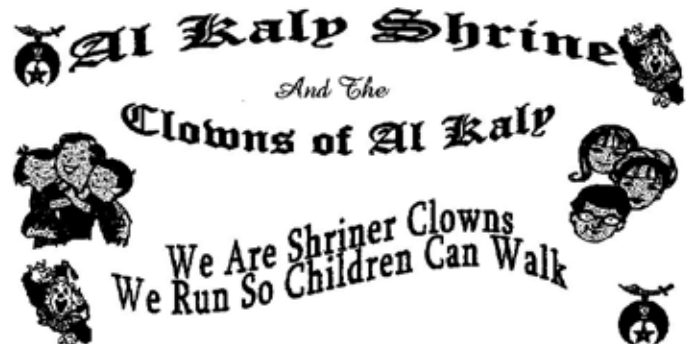 Al Kaly Shrine
And The
Clowns of Al Kaly
We Are Shriner Clowns
We Run So Children Can Walk